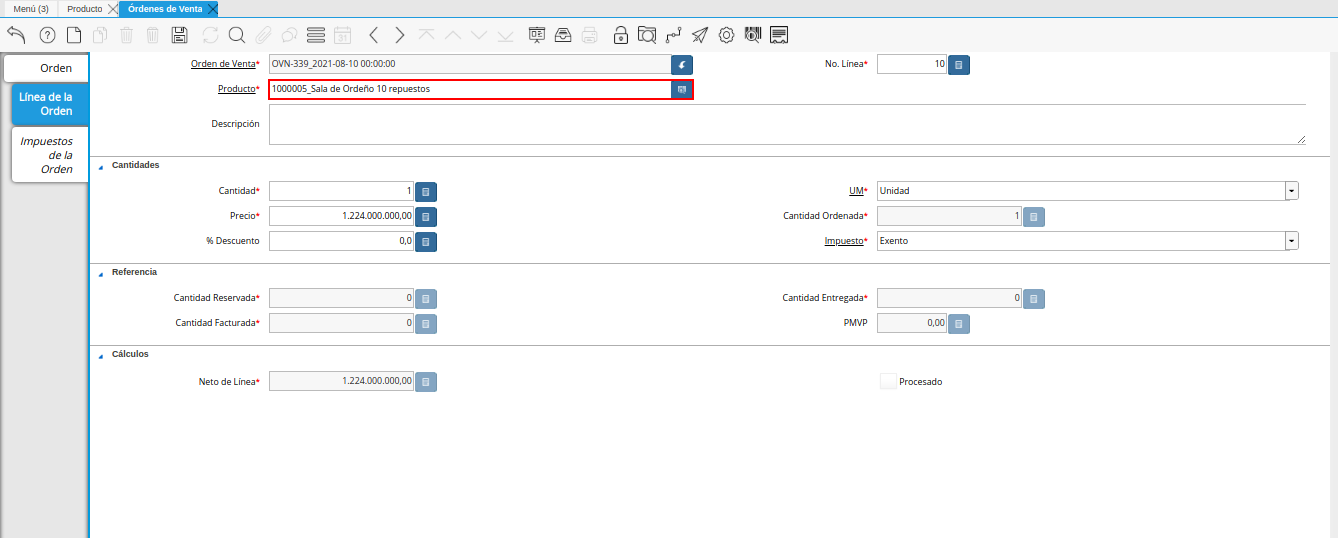 Menú (3) Producto Órdenes de Venta
31
Orden
Línea de la
Orden
Impuestos
de la
Orden
Orden de Venta* OVN-339_2021-08-10 00:00:00 No. Línea* 10
Producto* 1000005_Sala de Ordeño 10 repuestos
Descripción
Cantidades
Cantidad* 1 UM* Unidad
Precio* 1.224.000.000,00 Cantidad Ordenada* 1
% Descuento 0,0 Impuesto* Exento
Referencia
Cantidad Reservada* 0 Cantidad Entregada* 0
Cantidad Facturada* 0 PMVP 0,00
Cálculos
Neto de Línea* 1.224.000.000,00 Procesado